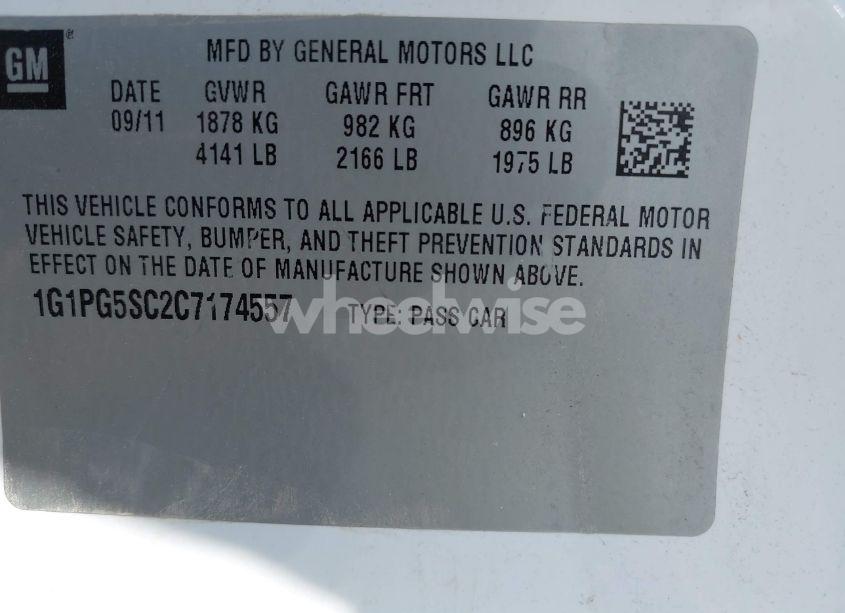 GM®
MFD BY GENERAL MOTORS LLC
DATE GVWR GAWR FRT GAWR RR
09/11 1878 KG 982 KG 896 KG
4141 LB 2166 LB 1975 LB
THIS VEHICLE CONFORMS TO ALL APPLICABLE U.S. FEDERAL MOTOR
VEHICLE SAFETY, BUMPER, AND THEFT PREVENTION STANDARDS IN
EFFECT ON THE DATE OF MANUFACTURE SHOWN ABOVE.
1G1PG5SC2C7174557 TYPE: PASS CAR
wheelwise